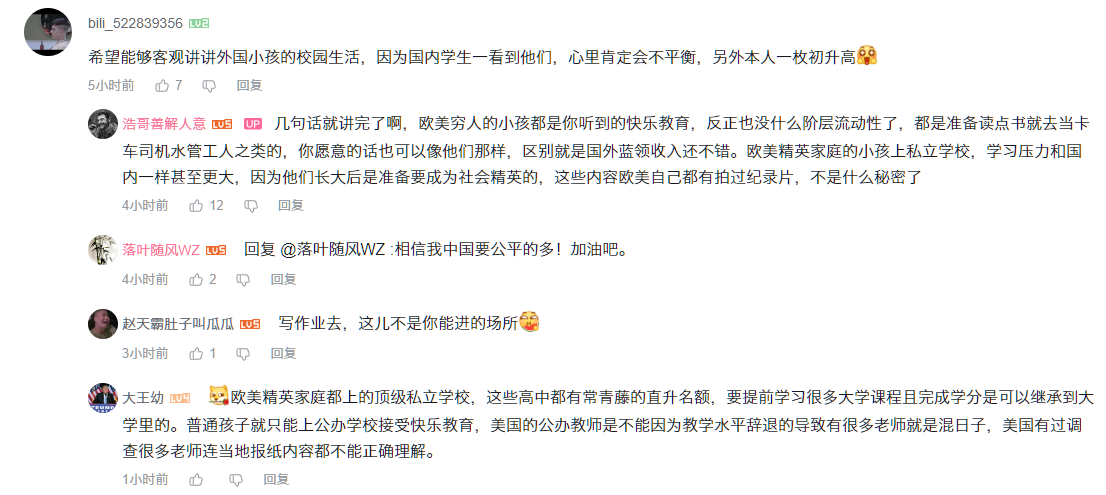 bili_522839356 LV2
希望能够客观讲讲外国小孩的校园生活，因为国内学生一看到他们，心里肯定会不平衡，另外本人一枚初升高
5小时前 7 回复
浩哥善解人意 LV5 UP 几句话就讲完了啊，欧美穷人的小孩都是你听到的快乐教育，反正也没什么阶层流动性了，都是准备读点书就去当卡
车司机水管工人之类的，你愿意的话也可以像他们那样，区别就是国外蓝领收入还不错。欧美精英家庭的小孩上私立学校，学习压力和国
内一样甚至更大，因为他们长大后是准备要成为社会精英的，这些内容欧美自己都有拍过纪录片，不是什么秘密了
4小时前 12 回复
落叶随风WZ LV5 回复 @落叶随风WZ :相信我中国要公平的多！加油吧。
4小时前 2 回复
赵天霸肚子叫瓜瓜 LV5 写作业去，这儿不是你能进的场所
3小时前 1 回复
大王幼 LV4 欧美精英家庭都上的顶级私立学校，这些高中都有常青藤的直升名额，要提前学习很多大学课程且完成学分是可以继承到大
学里的。普通孩子就只能上公办学校接受快乐教育，美国的公办教师是不能因为教学水平辞退的导致有很多老师就是混日子，美国有过调
查很多老师连当地报纸内容都不能正确理解。
1小时前 回复